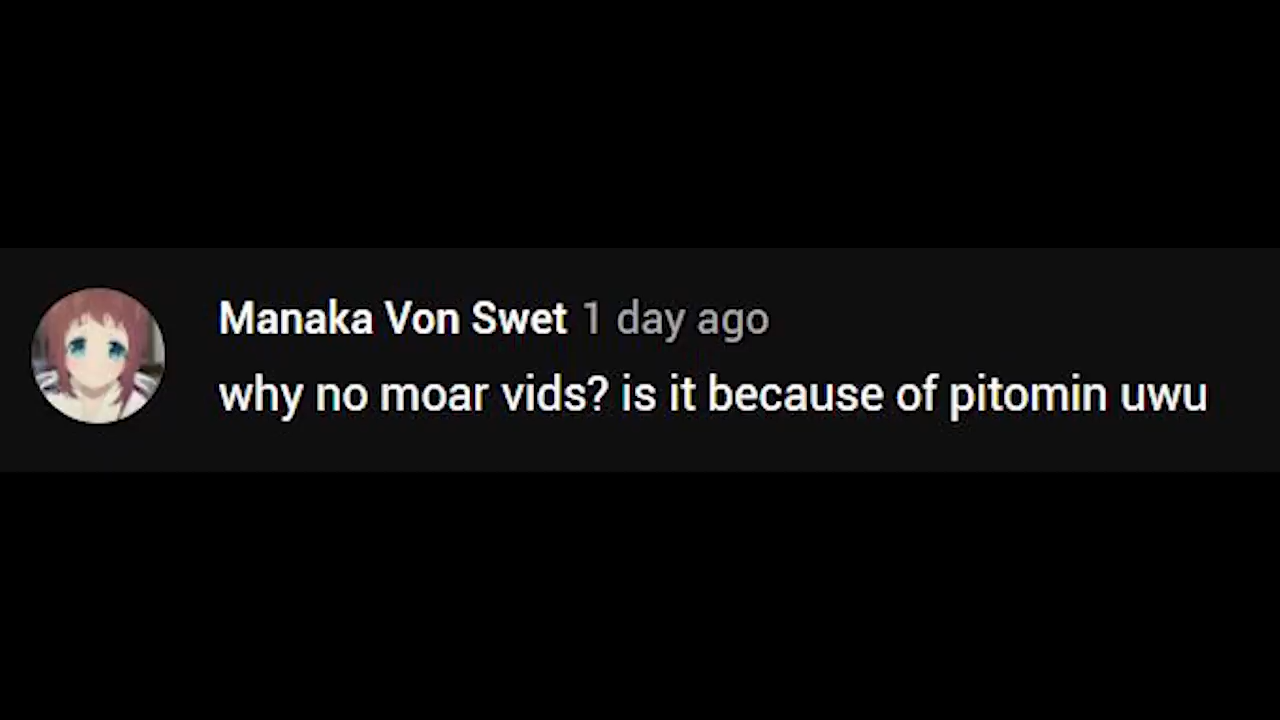 Manaka Von Swet 1 day ago
why no moar vids? is it because of pitomin uwu